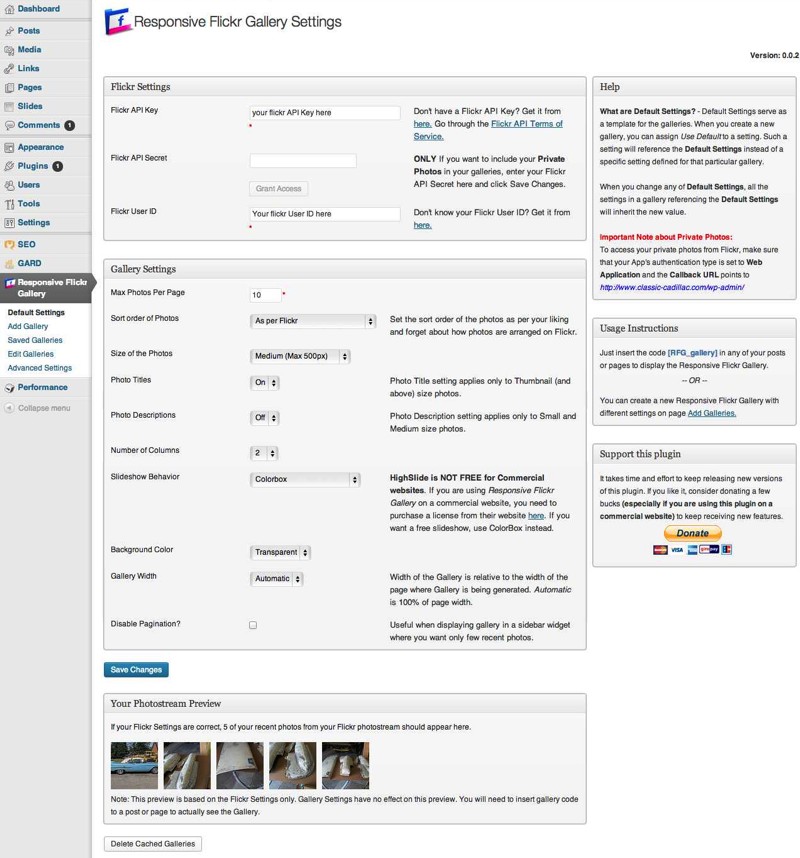 Dashboard
Posts
Media
Links
Pages
Slides
Comments 1
Appearance
Plugins 1
Users
Tools
Settings
SEO
GARD
Responsive Flickr
Gallery
Default Settings
Add Gallery
Saved Galleries
Edit Galleries
Advanced Settings
Performance
Collapse menu
f Responsive Flickr Gallery Settings
Version: 0.0.2
Flickr Settings
Flickr API Key
your flickr API Key here
*
Don't have a Flickr API Key? Get it from
here. Go through the Flickr API Terms of
Service.
Flickr API Secret
Grant Access
ONLY If you want to include your Private
Photos in your galleries, enter your Flickr
API Secret here and click Save Changes.
Flickr User ID
Your flickr User ID here
*
Don't know your Flickr User ID? Get it from
here.
Gallery Settings
Max Photos Per Page
10 *
Sort order of Photos
As per Flickr
Set the sort order of the photos as per your liking
and forget about how photos are arranged on Flickr.
Size of the Photos
Medium (Max 500px)
Photo Titles
On
Photo Title setting applies only to Thumbnail (and
above) size photos.
Photo Descriptions
Off
Photo Description setting applies only to Small and
Medium size photos.
Number of Columns
2
Slideshow Behavior
Colorbox
HighSlide is NOT FREE for Commercial
websites. If you are using Responsive Flickr
Gallery on a commercial website, you need to
purchase a license from their website here. If you
want a free slideshow, use ColorBox instead.
Background Color
Transparent
Gallery Width
Automatic
Width of the Gallery is relative to the width of the
page where Gallery is being generated. Automatic
is 100% of page width.
Disable Pagination?
Useful when displaying gallery in a sidebar widget
where you want only few recent photos.
Save Changes
Your Photostream Preview
If your Flickr Settings are correct, 5 of your recent photos from your Flickr photostream should appear here.
Note: This preview is based on the Flickr Settings only. Gallery Settings have no effect on this preview. You will need to insert gallery code
to a post or page to actually see the Gallery.
Delete Cached Galleries
Help
What are Default Settings? - Default Settings serve as
a template for the galleries. When you create a new
gallery, you can assign Use Default to a setting. Such
a setting will reference the Default Settings instead of a
specific setting defined for that particular gallery.
When you change any of Default Settings, all the
settings in a gallery referencing the Default Settings
will inherit the new value.
Important Note about Private Photos:
To access your private photos from Flickr, make sure
that your App's authentication type is set to Web
Application and the Callback URL points to
http://www.classic-cadillac.com/wp-admin/
Usage Instructions
Just insert the code [RFG_gallery] in any of your posts
or pages to display the Responsive Flickr Gallery.
-- OR --
You can create a new Responsive Flickr Gallery with
different settings on page Add Galleries.
Support this plugin
It takes time and effort to keep releasing new versions
of this plugin. If you like it, consider donating a few
bucks (especially if you are using this plugin on a
commercial website) to keep receiving new features.
Donate
VISA